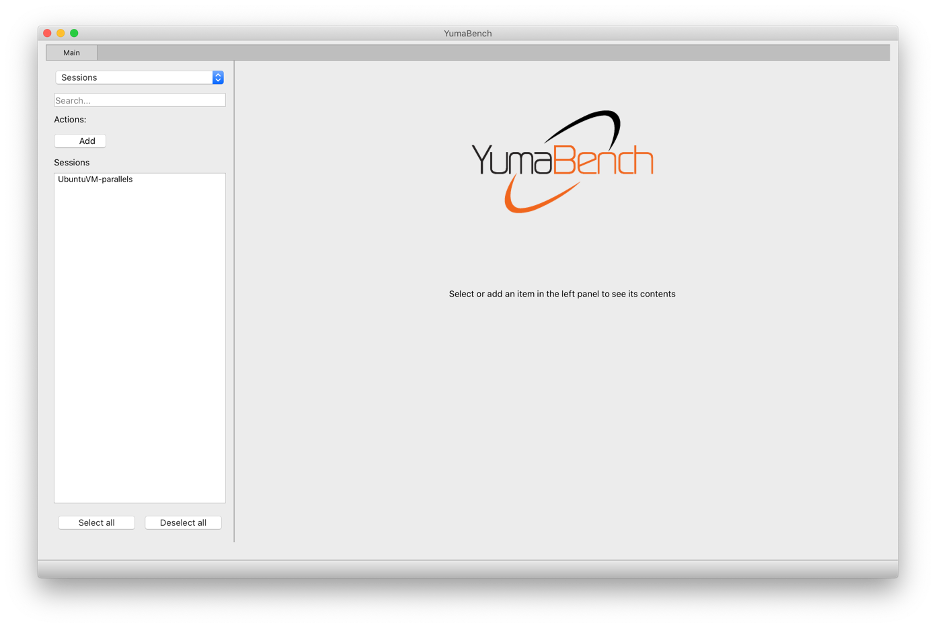 YumaBench
Main
Sessions
Search...
Actions:
Add
Sessions
UbuntuVM-parallels
Select all
Deselect all
YumaBench
Select or add an item in the left panel to see its contents